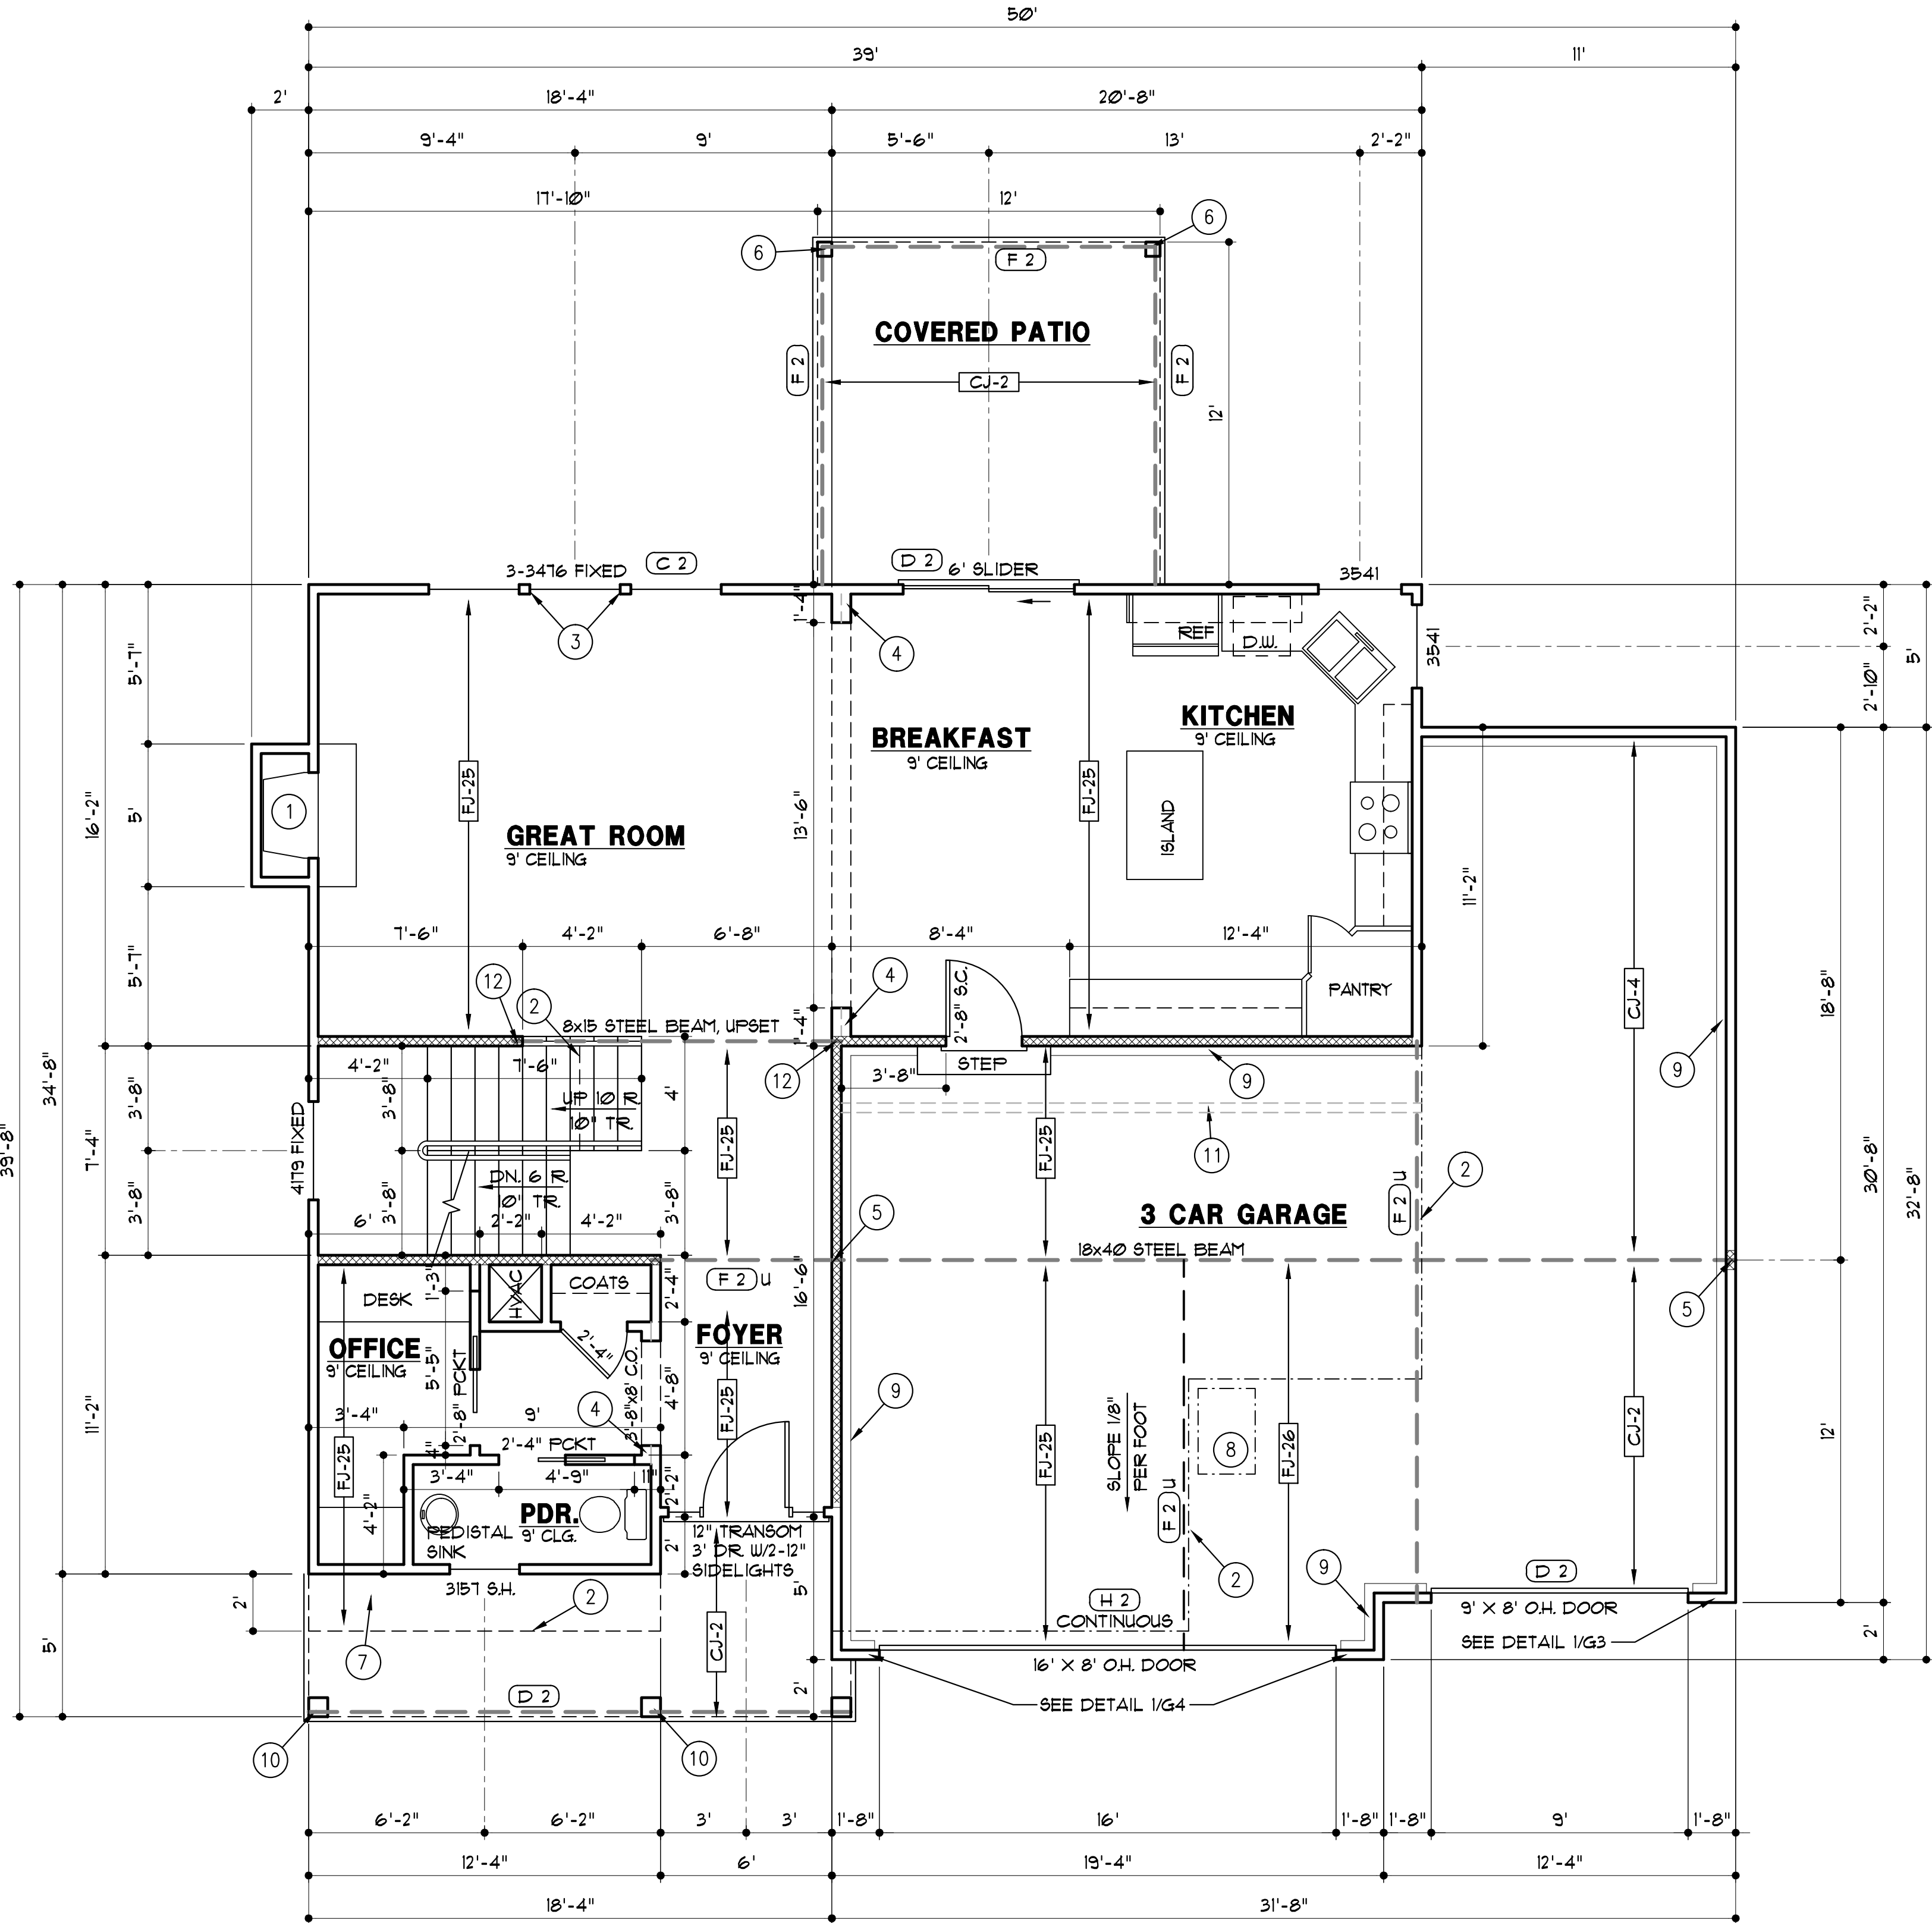 50'
39'
11'
2'
18'-4"
20'-8"
9'-4"
9'
5'-6"
13'
2'-2"
17'-10"
12'
6
6
F 2
COVERED PATIO
F 2
F 2
CJ-2
12'
3-3476 FIXED
C 2
D 2
6' SLIDER
3541
3
4
1'-4"
REF
D.W.
3541
2'-2"
5'
2'-10"
5'-7"
KITCHEN
9' CEILING
BREAKFAST
9' CEILING
FJ-25
FJ-25
1
5'
16'-2"
GREAT ROOM
9' CEILING
13'-6"
ISLAND
11'-2"
7'-6"
4'-2"
6'-8"
8'-4"
12'-4"
5'-7"
12
2
4
2'-8" S.C.
PANTRY
CJ-4
18'-8"
8x15 STEEL BEAM, UPSET
1'-4"
STEP
4'-2"
7'-6"
12
3'-8"
9
9
34'-8"
3'-8"
3'-8"
UP 10 R.
10" TR.
4'
39'-8"
7'-4"
4179 FIXED
FJ-25
FJ-25
11
2
30'-8"
32'-8"
DN. 6 R.
10" TR.
3'-8"
3'-8"
6'
2'-2"
4'-2"
3'-8"
5
3 CAR GARAGE
F 2 u
18x40 STEEL BEAM
F 2 u
16'-6"
DESK
1'-3"
HVAC
COATS
2'-4"
5
OFFICE
9' CEILING
FOYER
9' CEILING
2'-4"
5'-5"
2'-8" PCKT
3'-8"x8' C.O.
4'-8"
FJ-25
9
11'-2"
3'-4"
9'
4
SLOPE 1/8"
PER FOOT
8
CJ-2
12'
2'-4" PCKT
4"
FJ-25
3'-4"
4'-9"
11"
2'-2"
FJ-25
FJ-26
4'-2"
PDR.
9' CLG.
PEDISTAL
SINK
12" TRANSOM
3' DR. W/2-12"
SIDELIGHTS
F 2 u
2'
3157 S.H.
2
2
9
D 2
2'
5'
H 2
CONTINUOUS
9' X 8' O.H. DOOR
SEE DETAIL 1/G3
2'
5'
7
CJ-2
16' X 8' O.H. DOOR
D 2
2'
SEE DETAIL 1/G4
10
10
6'-2"
6'-2"
3'
3'
1'-8"
16'
1'-8"
1'-8"
9'
1'-8"
12'-4"
6'
19'-4"
12'-4"
18'-4"
31'-8"